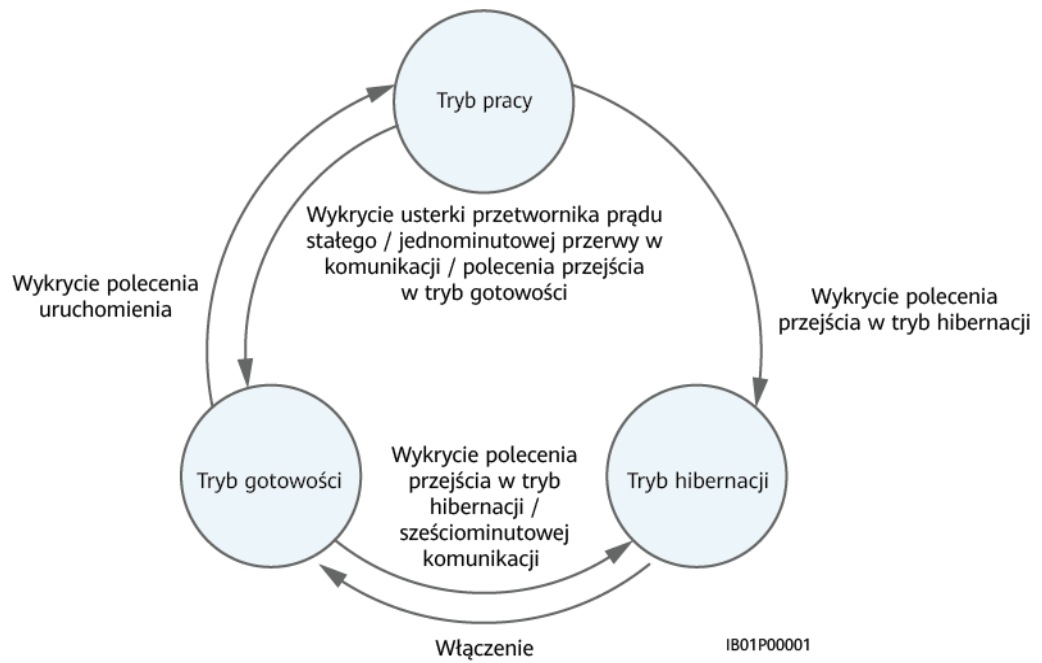 Tryb pracy
Wykrycie usterki przetwornika prądu
stałego / jednominutowej przerwy w
komunikacji / polecenia przejścia
w tryb gotowości
Wykrycie polecenia
uruchomienia
Wykrycie polecenia
przejścia w tryb hibernacji
Tryb gotowości
Wykrycie polecenia
przejścia w tryb
hibernacji /
sześciominutowej
komunikacji
Tryb hibernacji
Włączenie
IB01P00001